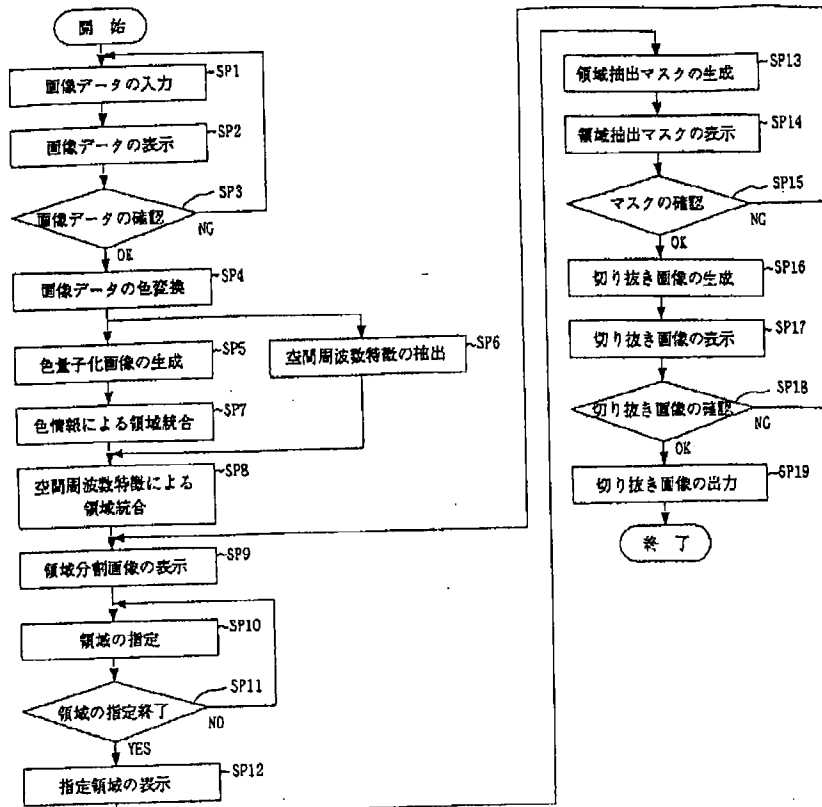 開始
画像データの入力
SP1
画像データの表示
SP2
画像データの確認
SP3
NG
OK
画像データの色変換
SP4
色量子化画像の生成
SP5
空間周波数特徴の抽出
SP6
色情報による領域統合
SP7
空間周波数特徴による
領域統合
SP8
領域分割画像の表示
SP9
領域の指定
SP10
領域の指定終了
SP11
NO
YES
指定領域の表示
SP12
領域抽出マスクの生成
SP13
領域抽出マスクの表示
SP14
マスクの確認
SP15
NG
OK
切り抜き画像の生成
SP16
切り抜き画像の表示
SP17
切り抜き画像の確認
SP18
NG
OK
切り抜き画像の出力
SP19
終了